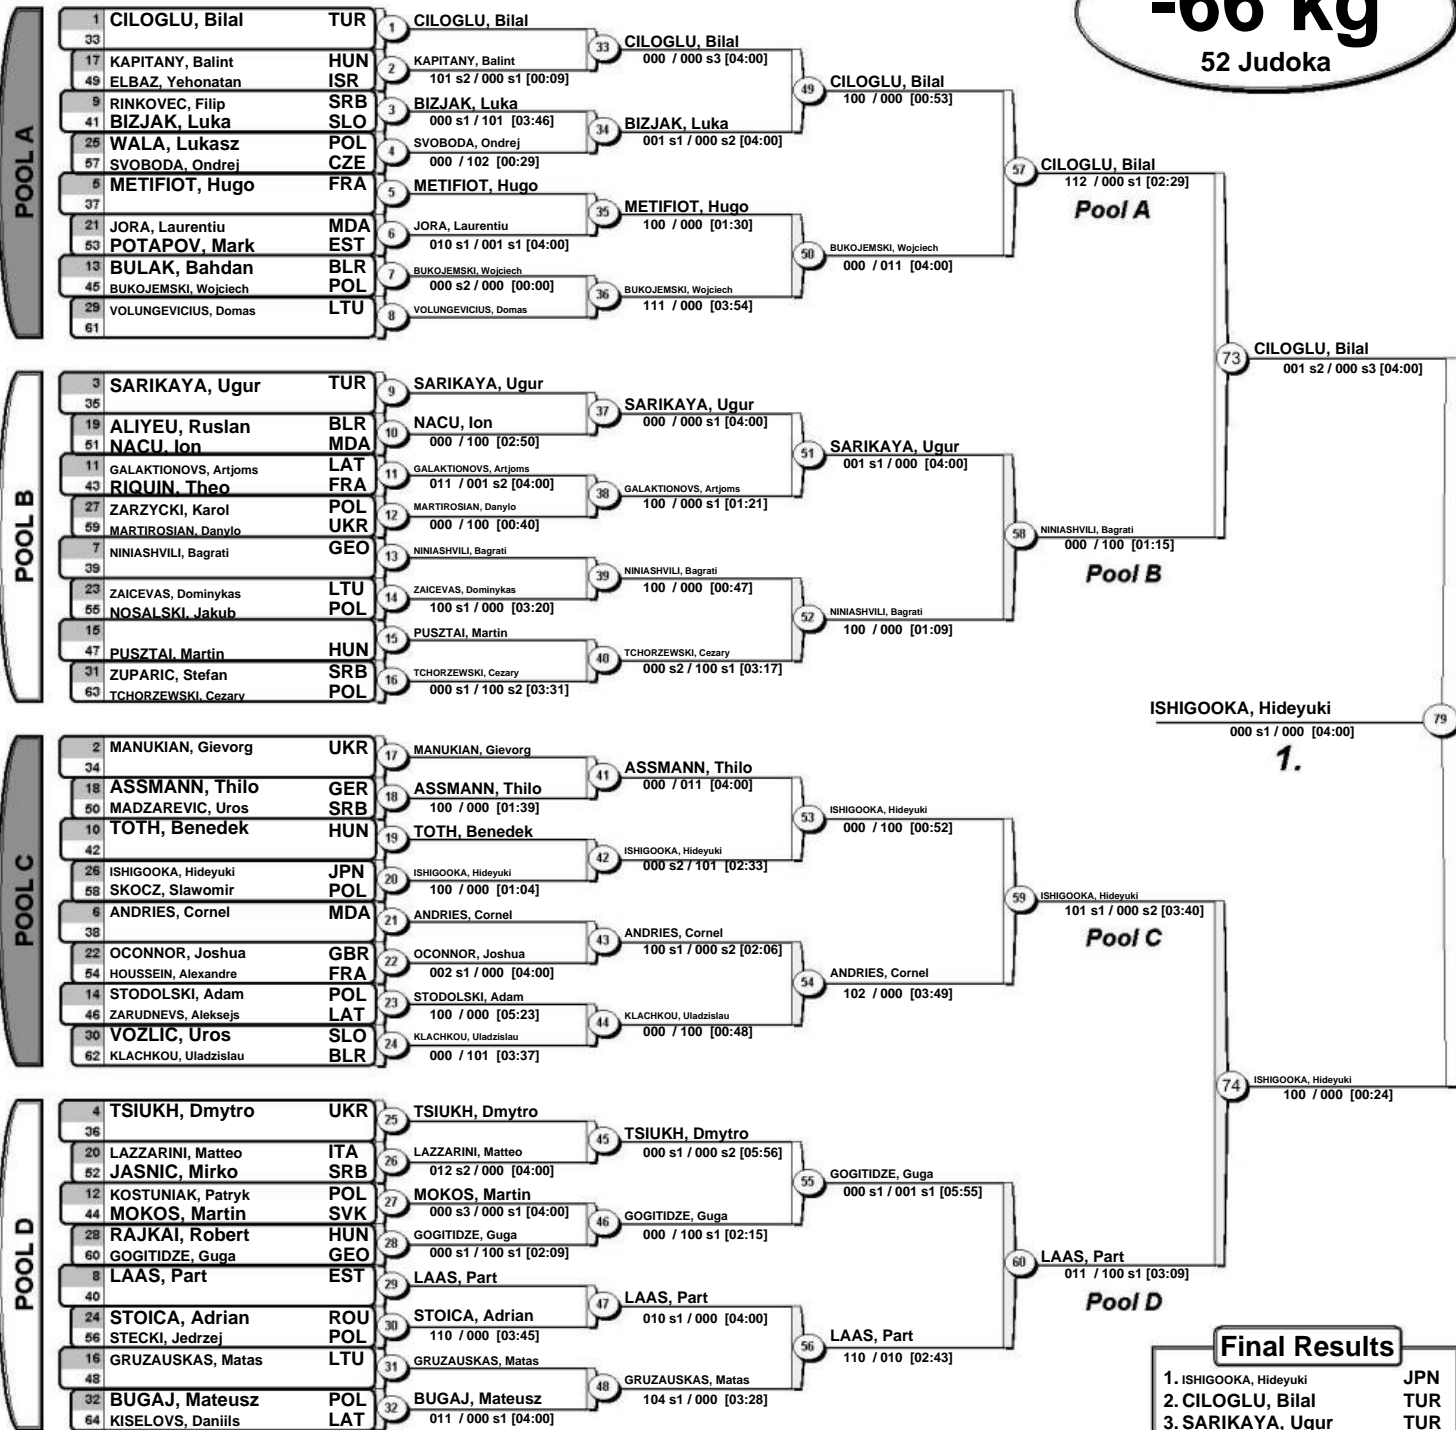 -66 kg
52 Judoka
POOL A
1 CILOGLU, Bilal TUR
33
17 KAPITANY, Balint HUN
49 ELBAZ, Yehonatan ISR
9 RINKOVEC, Filip SRB
41 BIZJAK, Luka SLO
25 WALA, Lukasz POL
57 SVOBODA, Ondrej CZE
5 METIFIOT, Hugo FRA
37
21 JORA, Laurentiu MDA
53 POTAPOV, Mark EST
13 BULAK, Bahdan BLR
45 BUKOJEMSKI, Wojciech POL
29 VOLUNGEVICIUS, Domas LTU
61
1 CILOGLU, Bilal
2 KAPITANY, Balint
101 s2 / 000 s1 [00:09]
3 BIZJAK, Luka
000 s1 / 101 [03:46]
4 SVOBODA, Ondrej
000 / 102 [00:29]
5 METIFIOT, Hugo
6 JORA, Laurentiu
010 s1 / 001 s1 [04:00]
7 BUKOJEMSKI, Wojciech
000 s2 / 000 [00:00]
8 VOLUNGEVICIUS, Domas
33 CILOGLU, Bilal
000 / 000 s3 [04:00]
34 BIZJAK, Luka
001 s1 / 000 s2 [04:00]
35 METIFIOT, Hugo
100 / 000 [01:30]
36 BUKOJEMSKI, Wojciech
111 / 000 [03:54]
49 CILOGLU, Bilal
100 / 000 [00:53]
50 BUKOJEMSKI, Wojciech
000 / 011 [04:00]
57 CILOGLU, Bilal
112 / 000 s1 [02:29]
Pool A
POOL B
3 SARIKAYA, Ugur TUR
35
19 ALIYEU, Ruslan BLR
51 NACU, Ion MDA
11 GALAKTIONOVS, Artjoms LAT
43 RIQUIN, Theo FRA
27 ZARZYCKI, Karol POL
59 MARTIROSIAN, Danylo UKR
7 NINIASHVILI, Bagrati GEO
39
23 ZAICEVAS, Dominykas LTU
55 NOSALSKI, Jakub POL
15
47 PUSZTAI, Martin HUN
31 ZUPARIC, Stefan SRB
63 TCHORZEWSKI, Cezary POL
9 SARIKAYA, Ugur
10 NACU, Ion
000 / 100 [02:50]
11 GALAKTIONOVS, Artjoms
011 / 001 s2 [04:00]
12 MARTIROSIAN, Danylo
000 / 100 [00:40]
13 NINIASHVILI, Bagrati
14 ZAICEVAS, Dominykas
100 s1 / 000 [03:20]
15 PUSZTAI, Martin
16 TCHORZEWSKI, Cezary
000 s1 / 100 s2 [03:31]
37 SARIKAYA, Ugur
000 / 000 s1 [04:00]
38 GALAKTIONOVS, Artjoms
100 / 000 s1 [01:21]
39 NINIASHVILI, Bagrati
100 / 000 [00:47]
40 TCHORZEWSKI, Cezary
000 s2 / 100 s1 [03:17]
51 SARIKAYA, Ugur
001 s1 / 000 [04:00]
52 NINIASHVILI, Bagrati
100 / 000 [01:09]
58 NINIASHVILI, Bagrati
000 / 100 [01:15]
Pool B
73 CILOGLU, Bilal
001 s2 / 000 s3 [04:00]
ISHIGOOKA, Hideyuki 79
000 s1 / 000 [04:00]
1.
POOL C
2 MANUKIAN, Gievorg UKR
34
18 ASSMANN, Thilo GER
50 MADZAREVIC, Uros SRB
10 TOTH, Benedek HUN
42
26 ISHIGOOKA, Hideyuki JPN
58 SKOCZ, Slawomir POL
6 ANDRIES, Cornel MDA
38
22 OCONNOR, Joshua GBR
54 HOUSSEIN, Alexandre FRA
14 STODOLSKI, Adam POL
46 ZARUDNEVS, Aleksejs LAT
30 VOZLIC, Uros SLO
62 KLACHKOU, Uladzislau BLR
17 MANUKIAN, Gievorg
18 ASSMANN, Thilo
100 / 000 [01:39]
19 TOTH, Benedek
20 ISHIGOOKA, Hideyuki
100 / 000 [01:04]
21 ANDRIES, Cornel
22 OCONNOR, Joshua
002 s1 / 000 [04:00]
23 STODOLSKI, Adam
100 / 000 [05:23]
24 KLACHKOU, Uladzislau
000 / 101 [03:37]
41 ASSMANN, Thilo
000 / 011 [04:00]
42 ISHIGOOKA, Hideyuki
000 s2 / 101 [02:33]
43 ANDRIES, Cornel
100 s1 / 000 s2 [02:06]
44 KLACHKOU, Uladzislau
000 / 100 [00:48]
53 ISHIGOOKA, Hideyuki
000 / 100 [00:52]
54 ANDRIES, Cornel
102 / 000 [03:49]
59 ISHIGOOKA, Hideyuki
101 s1 / 000 s2 [03:40]
Pool C
74 ISHIGOOKA, Hideyuki
100 / 000 [00:24]
POOL D
4 TSIUKH, Dmytro UKR
36
20 LAZZARINI, Matteo ITA
52 JASNIC, Mirko SRB
12 KOSTUNIAK, Patryk POL
44 MOKOS, Martin SVK
28 RAJKAI, Robert HUN
60 GOGITIDZE, Guga GEO
8 LAAS, Part EST
40
24 STOICA, Adrian ROU
56 STECKI, Jedrzej POL
16 GRUZAUSKAS, Matas LTU
48
32 BUGAJ, Mateusz POL
64 KISELOVS, Daniils LAT
25 TSIUKH, Dmytro
26 LAZZARINI, Matteo
012 s2 / 000 [04:00]
27 MOKOS, Martin
000 s3 / 000 s1 [04:00]
28 GOGITIDZE, Guga
000 s1 / 100 s1 [02:09]
29 LAAS, Part
30 STOICA, Adrian
110 / 000 [03:45]
31 GRUZAUSKAS, Matas
32 BUGAJ, Mateusz
011 / 000 s1 [04:00]
45 TSIUKH, Dmytro
000 s1 / 000 s2 [05:56]
46 GOGITIDZE, Guga
000 / 100 s1 [02:15]
47 LAAS, Part
010 s1 / 000 [04:00]
48 GRUZAUSKAS, Matas
104 s1 / 000 [03:28]
55 GOGITIDZE, Guga
000 s1 / 001 s1 [05:55]
56 LAAS, Part
110 / 010 [02:43]
60 LAAS, Part
011 / 100 s1 [03:09]
Pool D
Final Results
1. ISHIGOOKA, Hideyuki JPN
2. CILOGLU, Bilal TUR
3. SARIKAYA, Ugur TUR